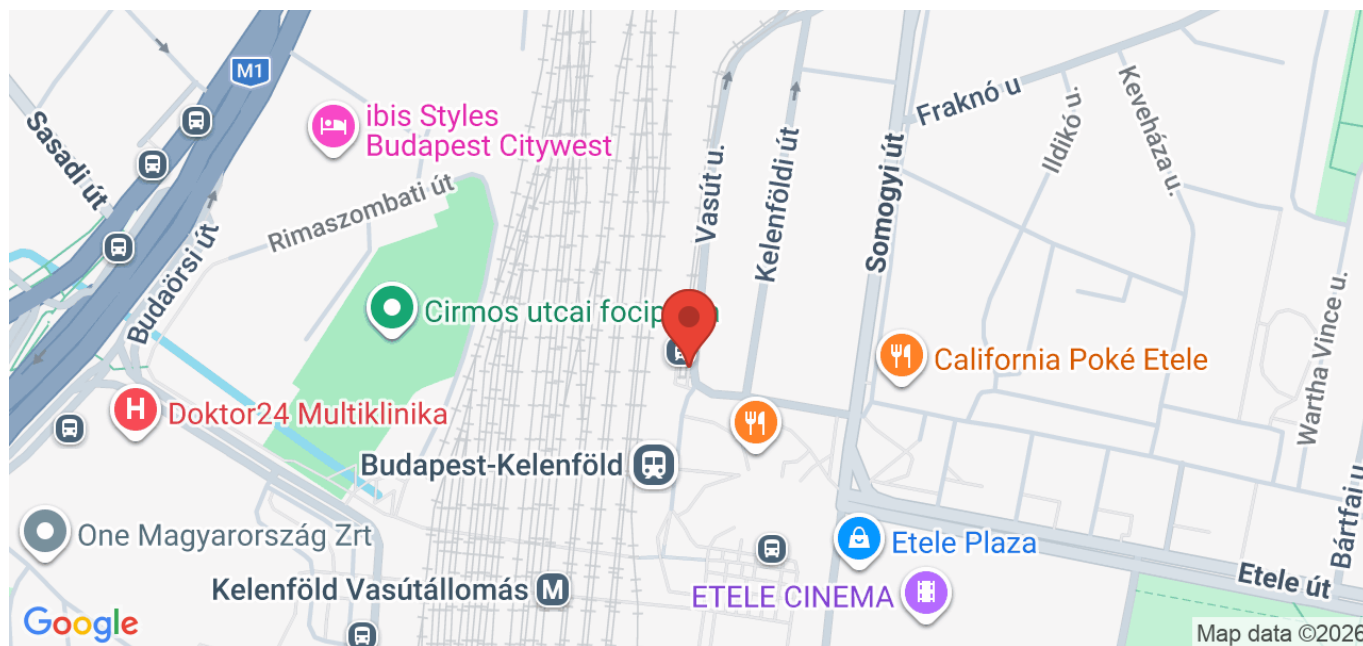 M1
ibis Styles
Budapest Citywest
Sasadi út
Rimaszombati út
Budaörsi út
Vasút u.
Kelenföldi út
Somogyi út
Fraknó u
Ildikó u.
Keveháza u.
Wartha Vince u.
Bártfai u
Cirmos utcai focip
California Poké Etele
H
Doktor24 Multiklinika
Budapest-Kelenföld
One Magyarország Zrt
Etele Plaza
Kelenföld Vasútállomás M
ETELE CINEMA
Etele út
Google
Map data ©2026